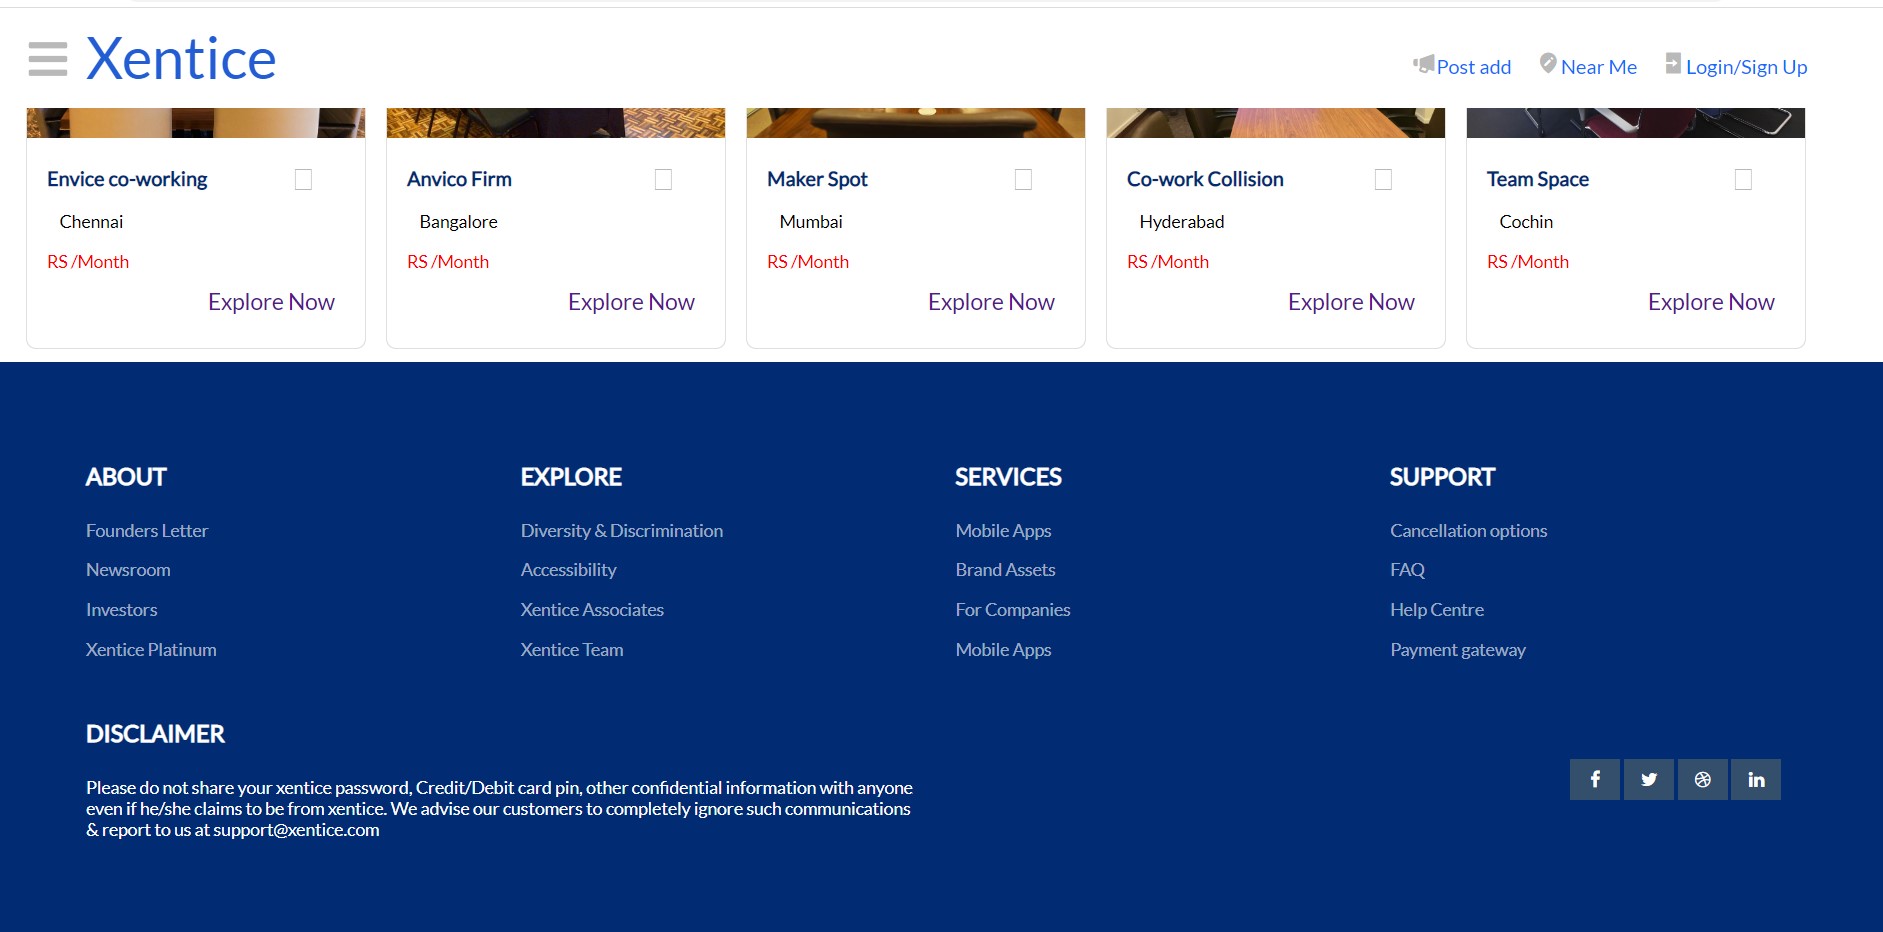 Xentice
Post add
Near Me
Login/Sign Up
Envice co-working
Chennai
RS /Month
Explore Now
Anvico Firm
Bangalore
RS /Month
Explore Now
Maker Spot
Mumbai
RS /Month
Explore Now
Co-work Collision
Hyderabad
RS /Month
Explore Now
Team Space
Cochin
RS /Month
Explore Now
ABOUT
Founders Letter
Newsroom
Investors
Xentice Platinum
EXPLORE
Diversity & Discrimination
Accessibility
Xentice Associates
Xentice Team
SERVICES
Mobile Apps
Brand Assets
For Companies
Mobile Apps
SUPPORT
Cancellation options
FAQ
Help Centre
Payment gateway
DISCLAIMER
Please do not share your xentice password, Credit/Debit card pin, other confidential information with anyone
even if he/she claims to be from xentice. We advise our customers to completely ignore such communications
& report to us at support@xentice.com